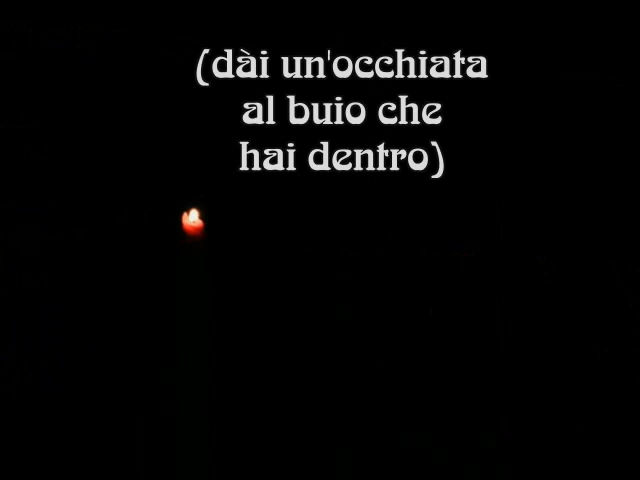 (dài un'occhiata
al buio che
hai dentro)